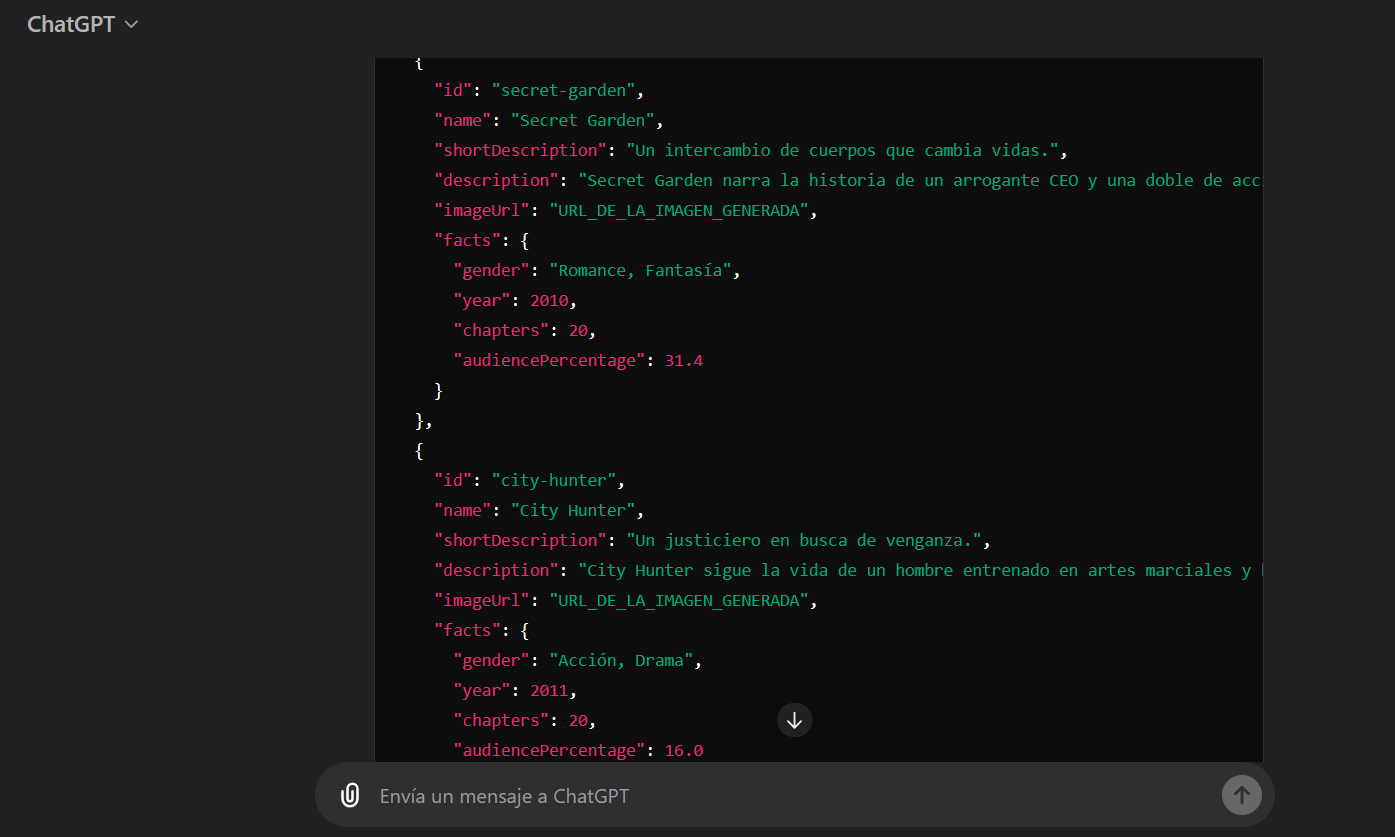 ChatGPT
{
"id": "secret-garden",
"name": "Secret Garden",
"shortDescription": "Un intercambio de cuerpos que cambia vidas.",
"description": "Secret Garden narra la historia de un arrogante CEO y una doble de acc
"imageUrl": "URL_DE_LA_IMAGEN_GENERADA",
"facts": {
"gender": "Romance, Fantasía",
"year": 2010,
"chapters": 20,
"audiencePercentage": 31.4
}
},
{
"id": "city-hunter",
"name": "City Hunter",
"shortDescription": "Un justiciero en busca de venganza.",
"description": "City Hunter sigue la vida de un hombre entrenado en artes marciales y
"imageUrl": "URL_DE_LA_IMAGEN_GENERADA",
"facts": {
"gender": "Acción, Drama",
"year": 2011,
"chapters": 20,
"audiencePercentage": 16.0
Envía un mensaje a ChatGPT